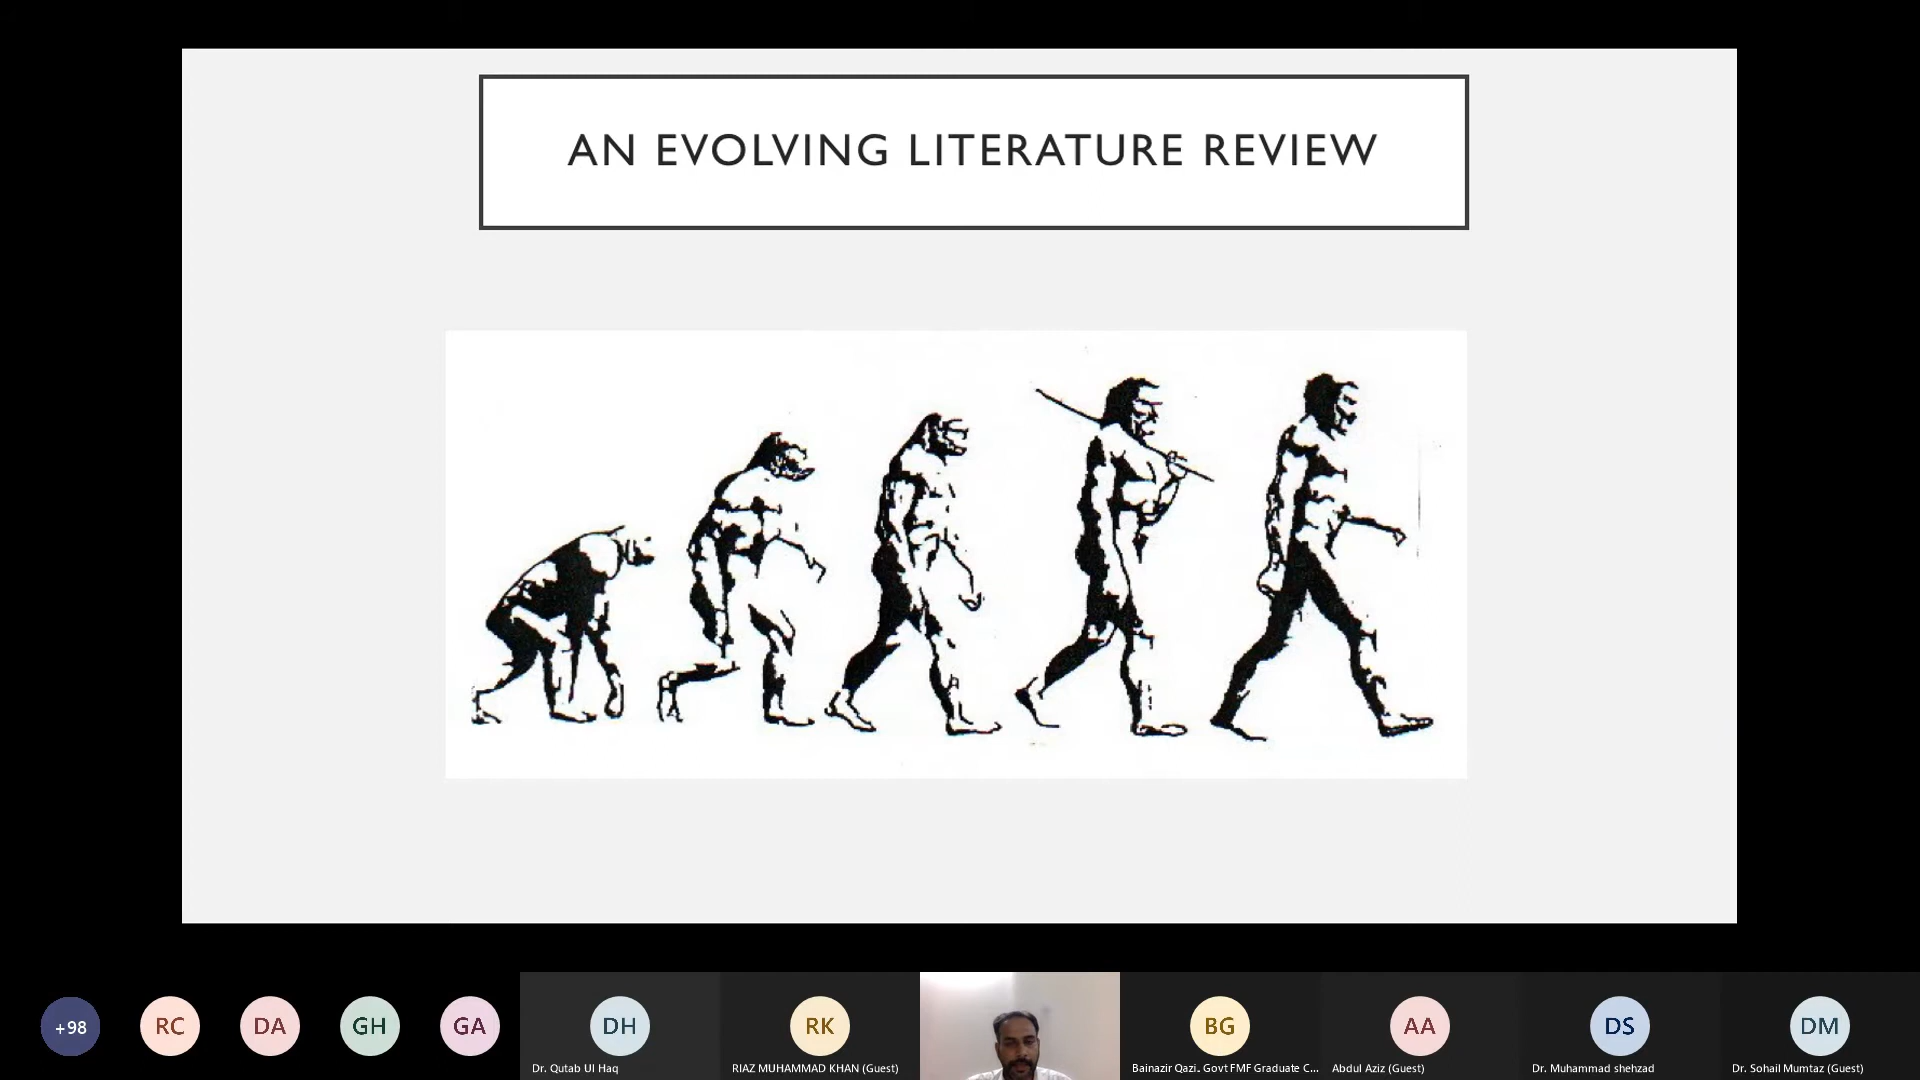 AN EVOLVING LITERATURE REVIEW
+98
RC
DA
GH
GA
DH
RK
BG
AA
DS
DM
Dr. Qutab Ul Haq
RIAZ MUHAMMAD KHAN (Guest)
Bainazir Qazi. Govt FMF Graduate C...
Abdul Aziz (Guest)
Dr. Muhammad shehzad
Dr. Sohail Mumtaz (Guest)